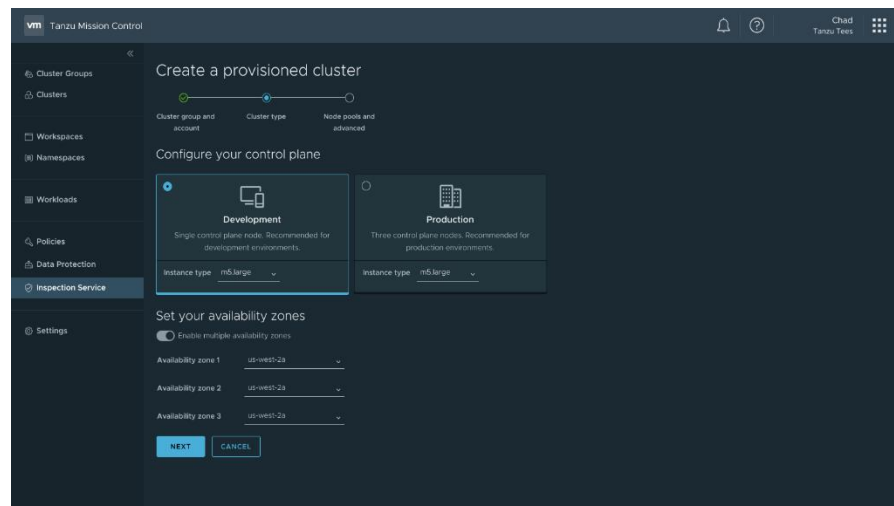 vm Tanzu Mission Control
Chad
Tanzu Tees
«
Cluster Groups
Clusters
Workspaces
Namespaces
Workloads
Policies
Data Protection
Inspection Service
Settings
Create a provisioned cluster
Cluster group and
account
Cluster type
Node pools and
advanced
Configure your control plane
Development
Single control plane node. Recommended for
development environments.
Instance type m5.large
Production
Three control plane nodes. Recommended for
production environments.
Instance type m5.large
Set your availability zones
Enable multiple availability zones
Availability zone 1 us-west-2a
Availability zone 2 us-west-2a
Availability zone 3 us-west-2a
NEXT CANCEL